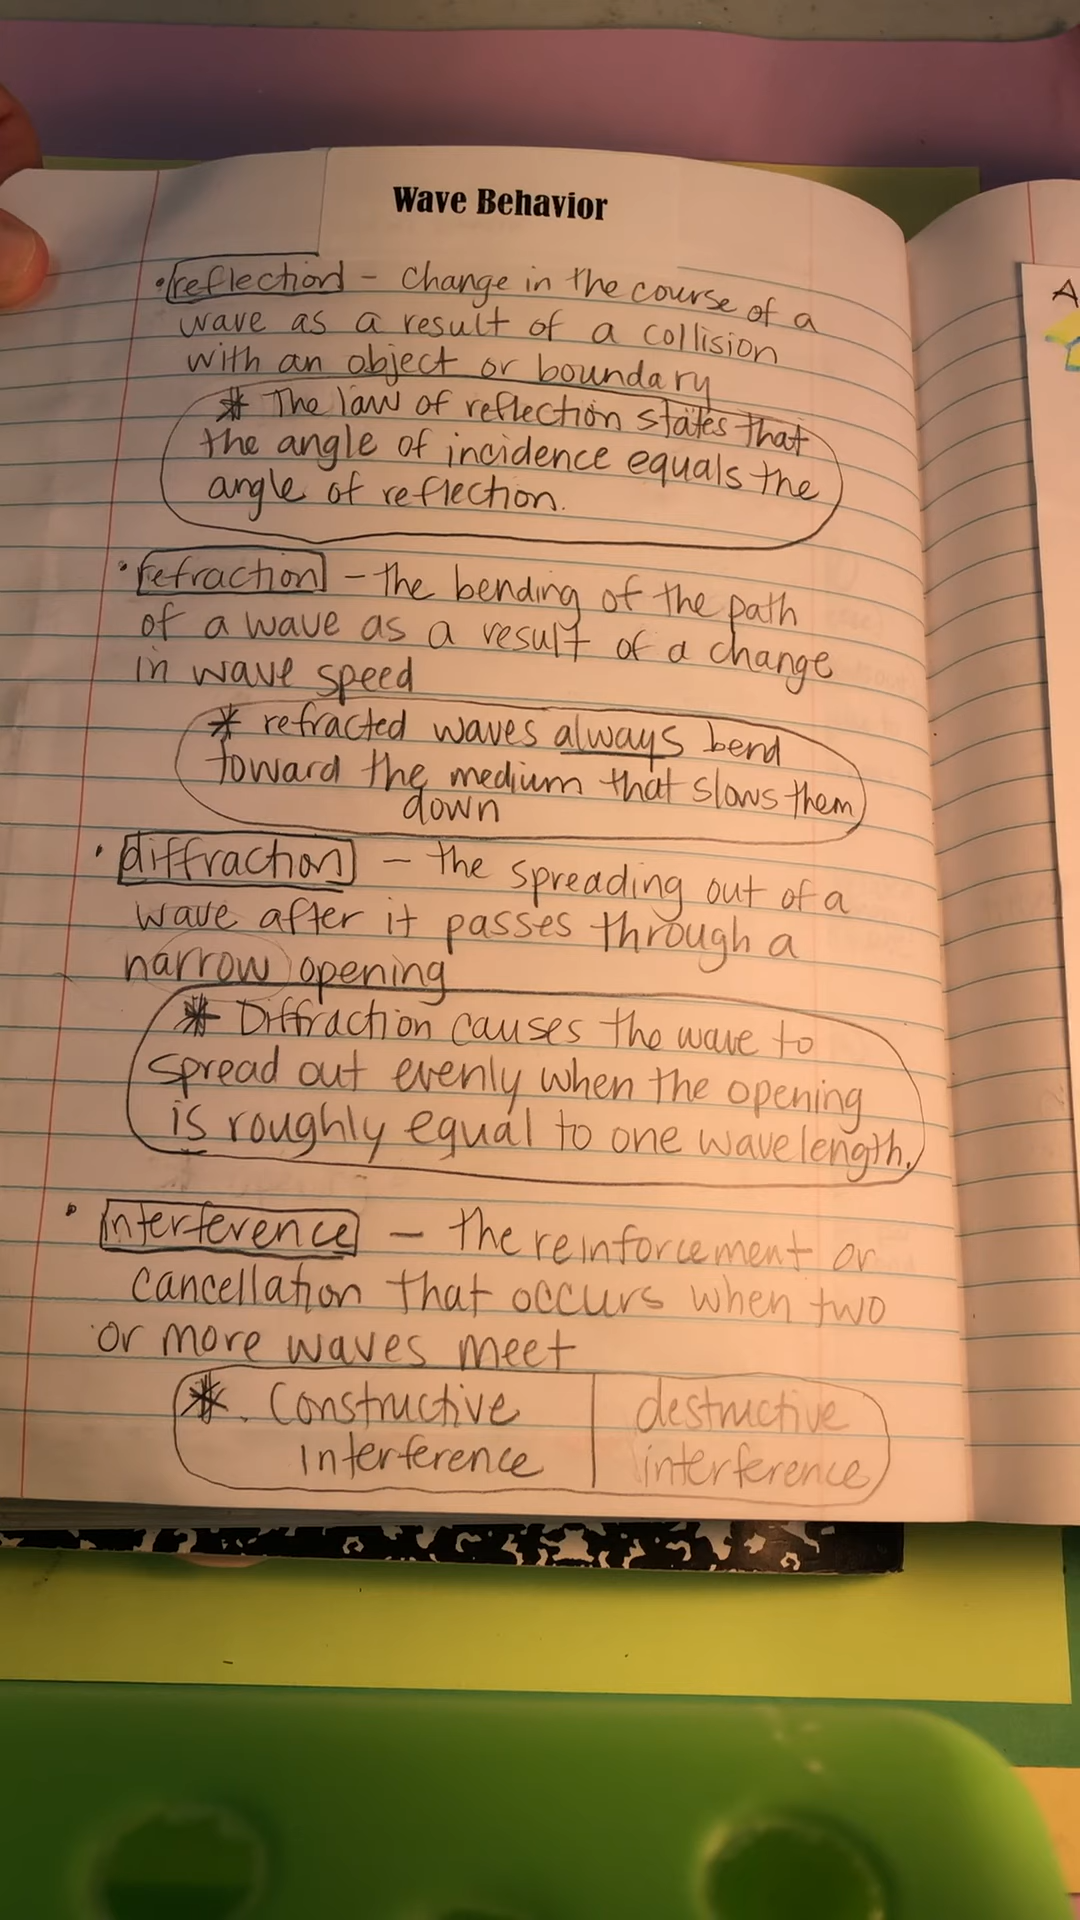 Wave Behavior
• reflection – Change in the course of a
wave as a result of a collision
with an object or boundary
* The law of reflection states that
the angle of incidence equals the
angle of reflection.
• refraction – the bending of the path
of a wave as a result of a change
in wave speed
* refracted waves always bend
toward the medium that slows them
down
• diffraction – the spreading out of a
wave after it passes through a
narrow opening
* Diffraction causes the wave to
spread out evenly when the opening
is roughly equal to one wavelength.
• interference – the reinforcement or
cancellation that occurs when two
or more waves meet
*. Constructive | destructive
Interference | interference
A